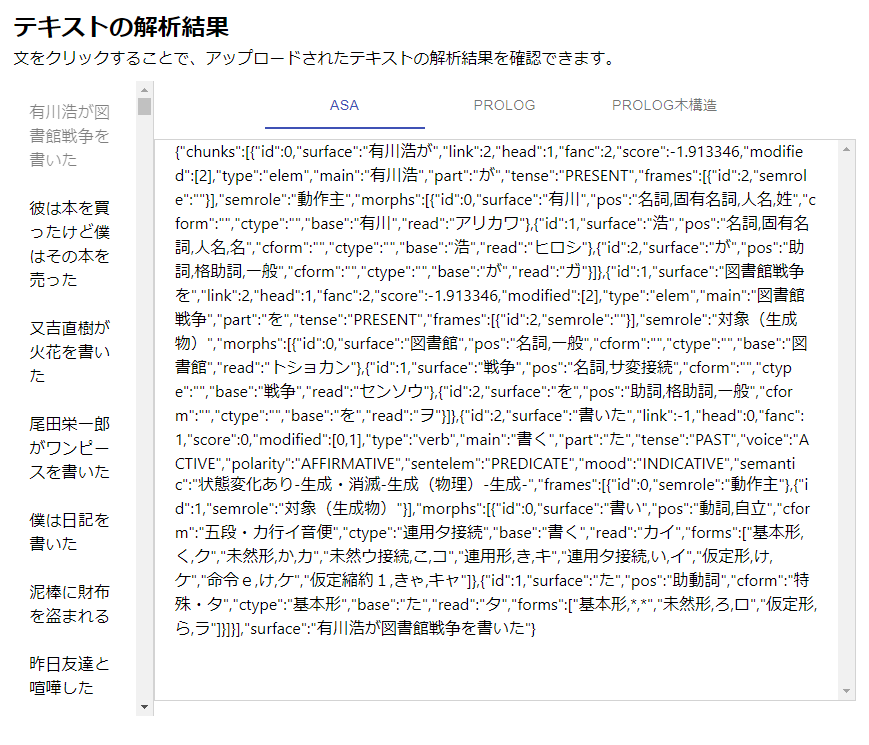 テキストの解析結果
文をクリックすることで、アップロードされたテキストの解析結果を確認できます。
有川浩が図
書館戦争を
書いた
彼は本を買
ったけど僕
はその本を
売った
又吉直樹が
火花を書い
た
尾田栄一郎
がワンピー
スを書いた
僕は日記を
書いた
泥棒に財布
を盗まれる
昨日友達と
喧嘩した
ASA
PROLOG
PROLOG木構造
{"chunks":[{"id":0,"surface":"有川浩が","link":2,"head":1,"fanc":2,"score":-1.913346,"modifie
d":[2],"type":"elem","main":"有川浩","part":"が","tense":"PRESENT","frames":[{"id":2,"semrol
e":""}],"semrole":"動作主","morphs":[{"id":0,"surface":"有川","pos":"名詞,固有名詞,人名,姓","c
form":"","ctype":"","base":"有川","read":"アリカワ"},{"id":1,"surface":"浩","pos":"名詞,固有名
詞,人名,名","cform":"","ctype":"","base":"浩","read":"ヒロシ"},{"id":2,"surface":"が","pos":"助
詞,格助詞,一般","cform":"","ctype":"","base":"が","read":"ガ"}]},{"id":1,"surface":"図書館戦争
を","link":2,"head":1,"fanc":2,"score":-1.913346,"modified":[2],"type":"elem","main":"図書館
戦争","part":"を","tense":"PRESENT","frames":[{"id":2,"semrole":""}],"semrole":"対象（生成
物）","morphs":[{"id":0,"surface":"図書館","pos":"名詞,一般","cform":"","ctype":"","base":"図
書館","read":"トショカン"},{"id":1,"surface":"戦争","pos":"名詞,サ変接続","cform":"","ctyp
e":"","base":"戦争","read":"センソウ"},{"id":2,"surface":"を","pos":"助詞,格助詞,一般","cfor
m":"","ctype":"","base":"を","read":"ヲ"}]},{"id":2,"surface":"書いた","link":-1,"head":0,"fanc":
1,"score":0,"modified":[0,1],"type":"verb","main":"書く","part":"た","tense":"PAST","voice":"A
CTIVE","polarity":"AFFIRMATIVE","sentelem":"PREDICATE","mood":"INDICATIVE","semanti
c":"状態変化あり-生成・消滅-生成（物理）-生成-","frames":[{"id":0,"semrole":"動作主"},{"i
d":1,"semrole":"対象（生成物）"}],"morphs":[{"id":0,"surface":"書い","pos":"動詞,自立","cfor
m":"五段・カ行イ音便","ctype":"連用タ接続","base":"書く","read":"カイ","forms":["基本形,
く,ク","未然形,か,カ","未然ウ接続,こ,コ","連用形,き,キ","連用タ接続,い,イ","仮定形,け,
ケ","命令ｅ,け,ケ","仮定縮約１,きゃ,キャ"]},{"id":1,"surface":"た","pos":"助動詞","cform":"特
殊・タ","ctype":"基本形","base":"た","read":"タ","forms":["基本形,*,*","未然形,ろ,ロ","仮定形,
ら,ラ"]}]}],"surface":"有川浩が図書館戦争を書いた"}